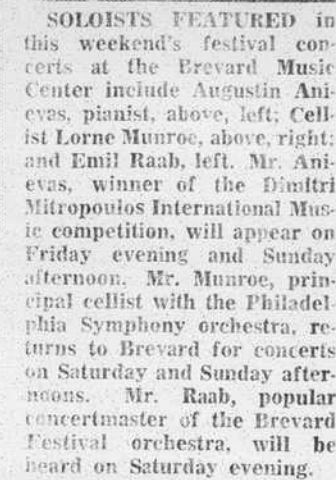 SOLOISTS FEATURED in
this weekend's festival con-
certs at the Brevard Music
Center include Augustin Ani-
evas, pianist, above, left; Cell-
ist Lorne Munroe, above, right;
and Emil Raab, left. Mr. Ani-
evas, winner of the Dimitri
Mitropoulos International Mus-
ic competition, will appear on
Friday evening and Sunday
afternoon. Mr. Munroe, prin-
cipal cellist with the Philadel-
phia Symphony orchestra, re-
turns to Brevard for concerts
on Saturday and Sunday after-
noons. Mr. Raab, popular
concertmaster of the Brevard
Festival orchestra, will be
heard on Saturday evening.